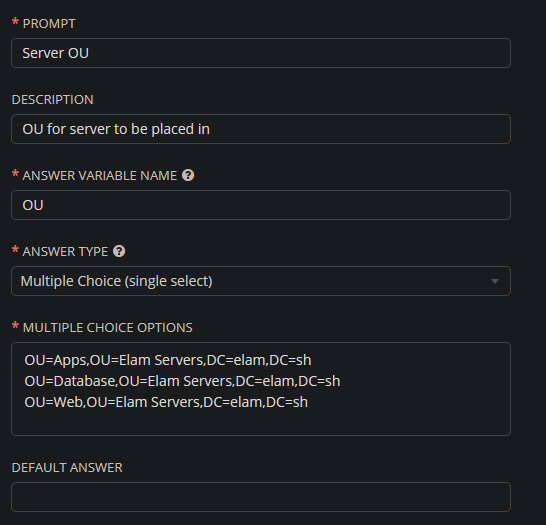 * PROMPT
Server OU
DESCRIPTION
OU for server to be placed in
* ANSWER VARIABLE NAME ?
OU
* ANSWER TYPE ?
Multiple Choice (single select)
* MULTIPLE CHOICE OPTIONS
OU=Apps,OU=Elam Servers,DC=elam,DC=sh
OU=Database,OU=Elam Servers,DC=elam,DC=sh
OU=Web,OU=Elam Servers,DC=elam,DC=sh
DEFAULT ANSWER